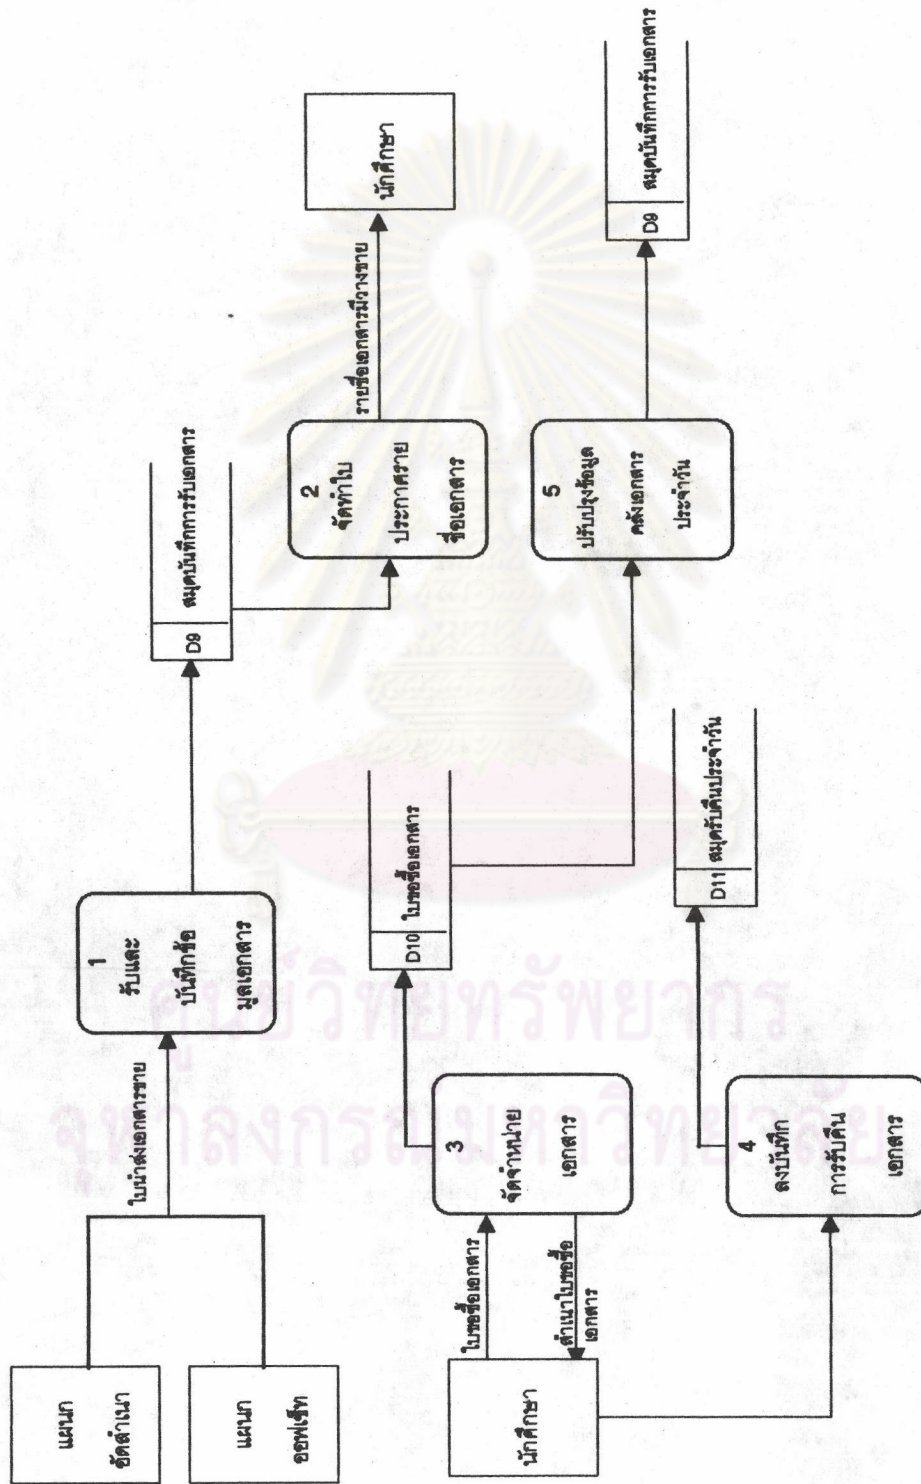 แผนก
อัดสำเนา
แผนก
ออฟเซ็ท
ใบนำส่งเอกสารขาย
1
รับและ
บันทึกข้อ
มูลเอกสาร
D9 สมุดบันทึกการรับเอกสาร
2
จัดทำใบ
ประกาศราย
ชื่อเอกสาร
รายชื่อเอกสารมีวางขาย
นักศึกษา
นักศึกษา
ใบขอซื้อเอกสาร
สำเนาใบขอซื้อ
เอกสาร
3
จัดจำหน่าย
เอกสาร
D10 ใบขอซื้อเอกสาร
5
ปรับปรุงข้อมูล
คลังเอกสาร
ประจำวัน
D9 สมุดบันทึกการรับเอกสาร
4
ลงบันทึก
การรับคืน
เอกสาร
D11 สมุดรับคืนประจำวัน
ศูนย์วิทยทรัพยากร
จุฬาลงกรณ์มหาวิทยาลัย